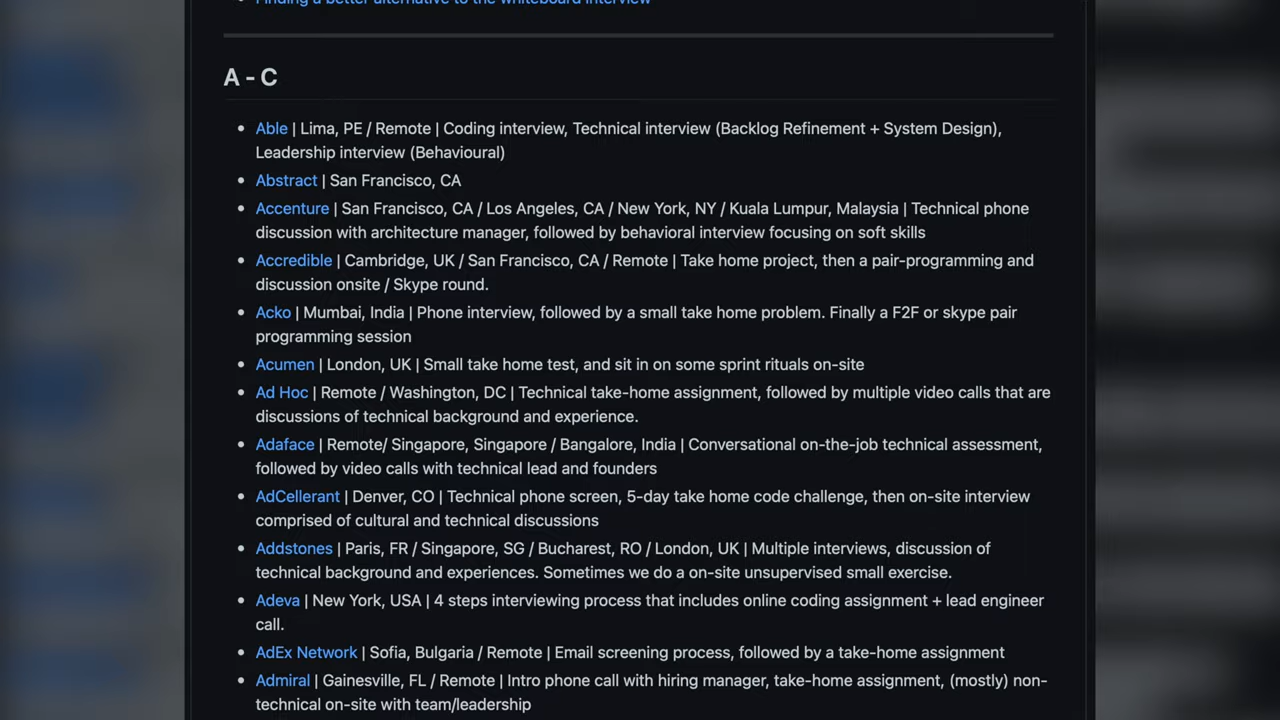 Finding a better alternative to the whiteboard interview
A - C
Able | Lima, PE / Remote | Coding interview, Technical interview (Backlog Refinement + System Design),
Leadership interview (Behavioural)
Abstract | San Francisco, CA
Accenture | San Francisco, CA / Los Angeles, CA / New York, NY / Kuala Lumpur, Malaysia | Technical phone
discussion with architecture manager, followed by behavioral interview focusing on soft skills
Accredible | Cambridge, UK / San Francisco, CA / Remote | Take home project, then a pair-programming and
discussion onsite / Skype round.
Acko | Mumbai, India | Phone interview, followed by a small take home problem. Finally a F2F or skype pair
programming session
Acumen | London, UK | Small take home test, and sit in on some sprint rituals on-site
Ad Hoc | Remote / Washington, DC | Technical take-home assignment, followed by multiple video calls that are
discussions of technical background and experience.
Adaface | Remote/ Singapore, Singapore / Bangalore, India | Conversational on-the-job technical assessment,
followed by video calls with technical lead and founders
AdCellerant | Denver, CO | Technical phone screen, 5-day take home code challenge, then on-site interview
comprised of cultural and technical discussions
Addstones | Paris, FR / Singapore, SG / Bucharest, RO / London, UK | Multiple interviews, discussion of
technical background and experiences. Sometimes we do a on-site unsupervised small exercise.
Adeva | New York, USA | 4 steps interviewing process that includes online coding assignment + lead engineer
call.
AdEx Network | Sofia, Bulgaria / Remote | Email screening process, followed by a take-home assignment
Admiral | Gainesville, FL / Remote | Intro phone call with hiring manager, take-home assignment, (mostly) non-
technical on-site with team/leadership